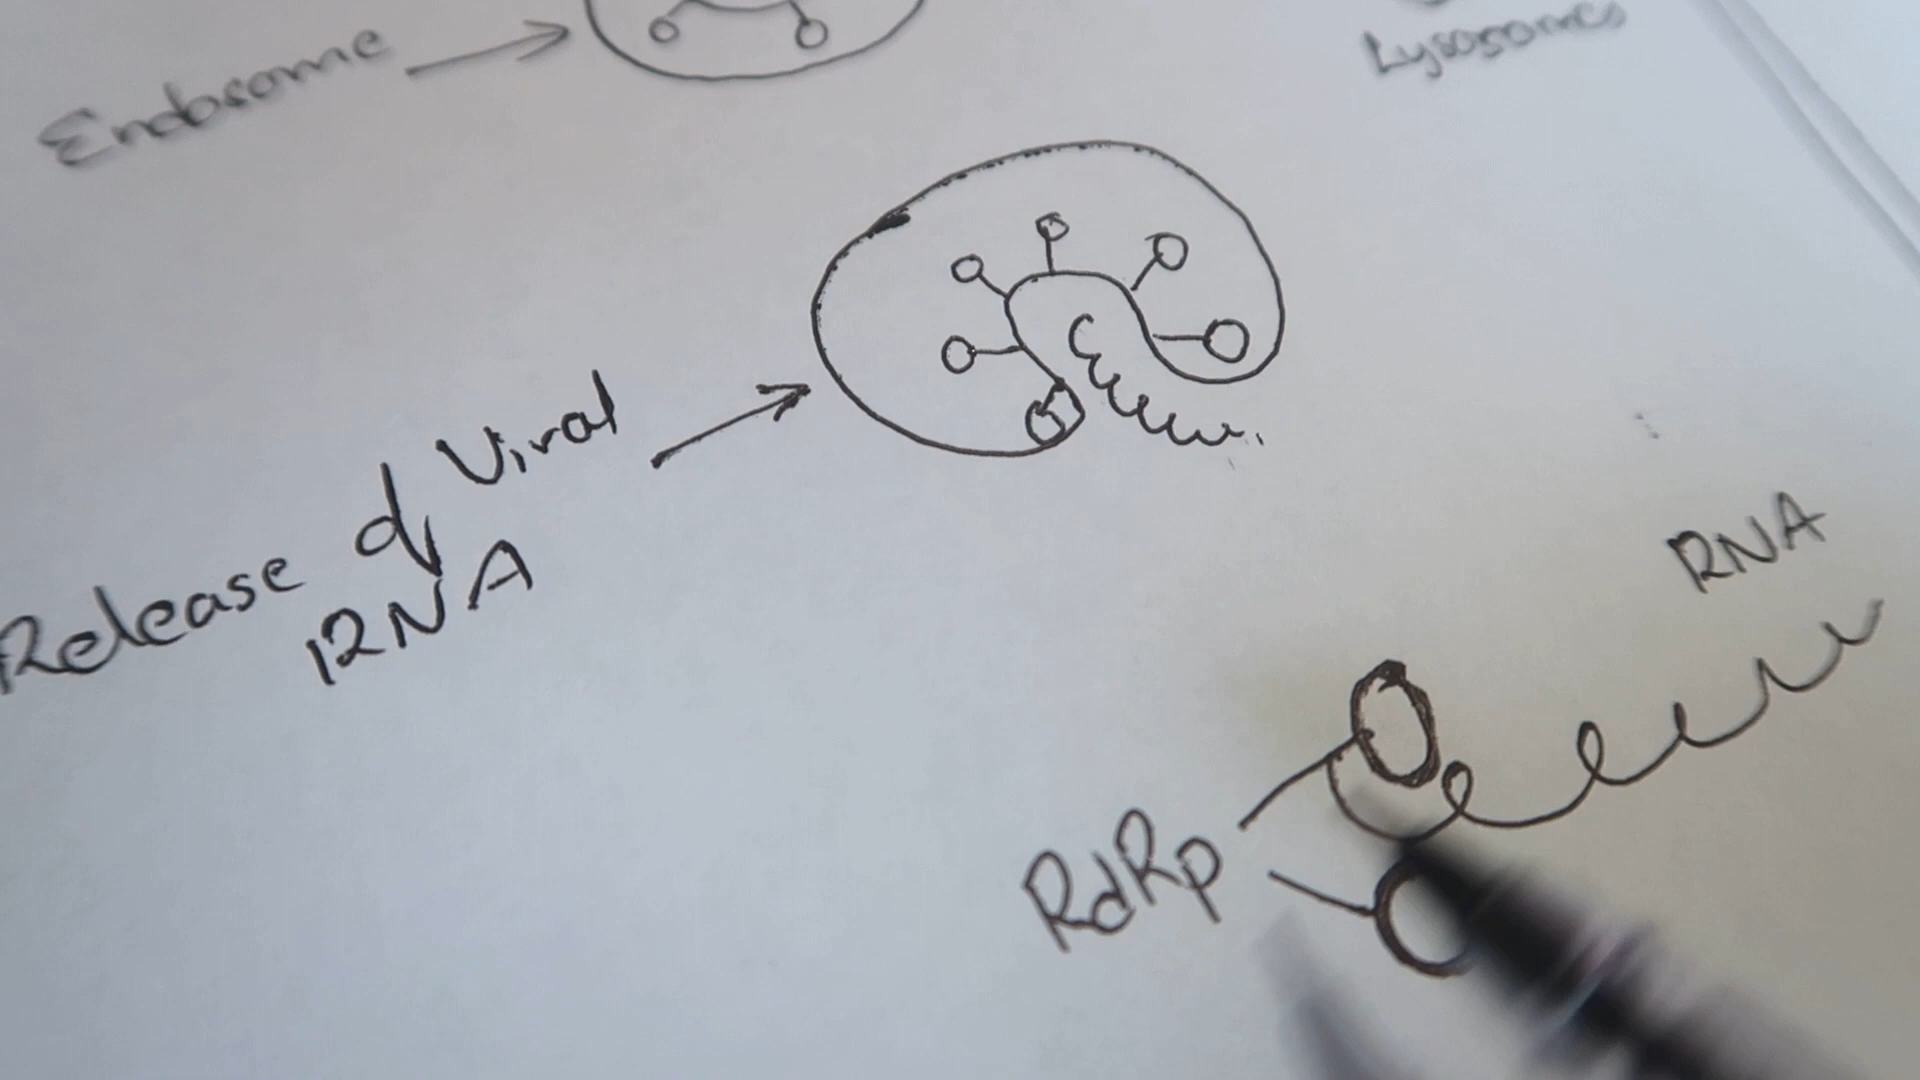 Endosome
Lysosomes
Release of Viral
RNA
RNA
RdRp